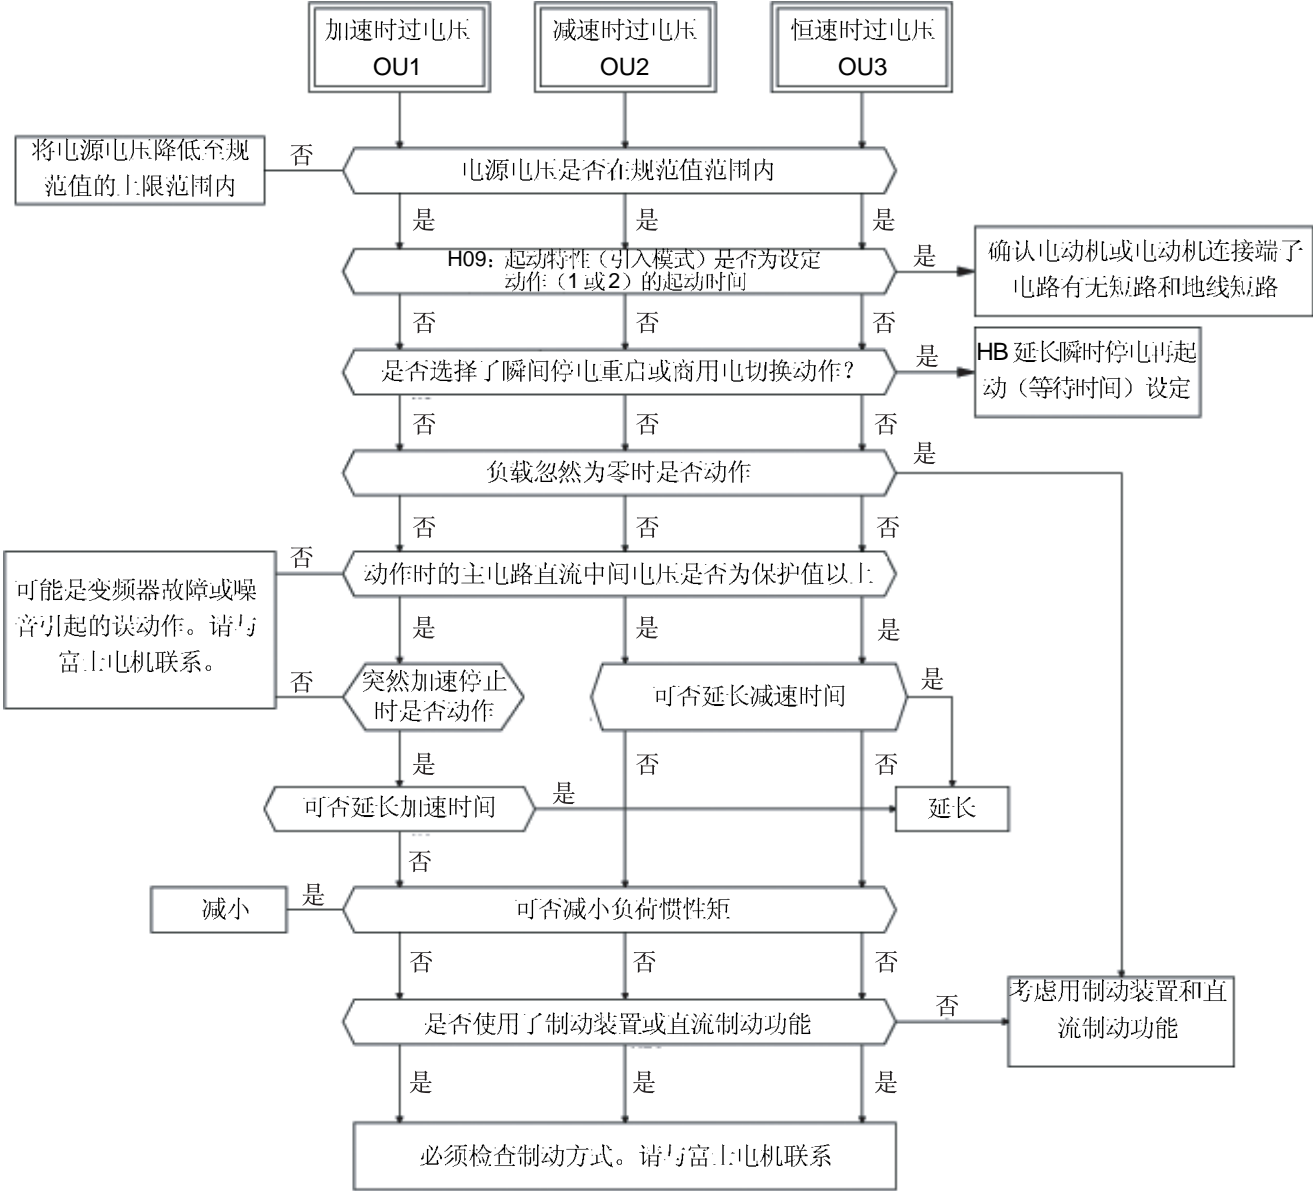 加速时过电压
OU1
减速时过电压
OU2
恒速时过电压
OU3
将电源电压降低至规
范值的上限范围内
否
电源电压是否在规范值范围内
是
是
是
H09：起动特性（引入模式）是否为设定
动作（1或2）的起动时间
是
确认电动机或电动机连接端子
电路有无短路和地线短路
否
否
否
是否选择了瞬间停电重启或商用电切换动作？
是
HB 延长瞬时停电再起
动（等待时间）设定
否
否
否
负载忽然为零时是否动作
是
否
否
否
可能是变频器故障或噪
音引起的误动作。请与
富士电机联系。
否
动作时的主电路直流中间电压是否为保护值以上
是
是
是
否
突然加速停止
时是否动作
可否延长减速时间
是
是
否
否
可否延长加速时间
是
延长
否
减小
是
可否减小负荷惯性矩
否
否
否
是否使用了制动装置或直流制动功能
否
考虑用制动装置和直
流制动功能
是
是
是
必须检查制动方式。请与富士电机联系